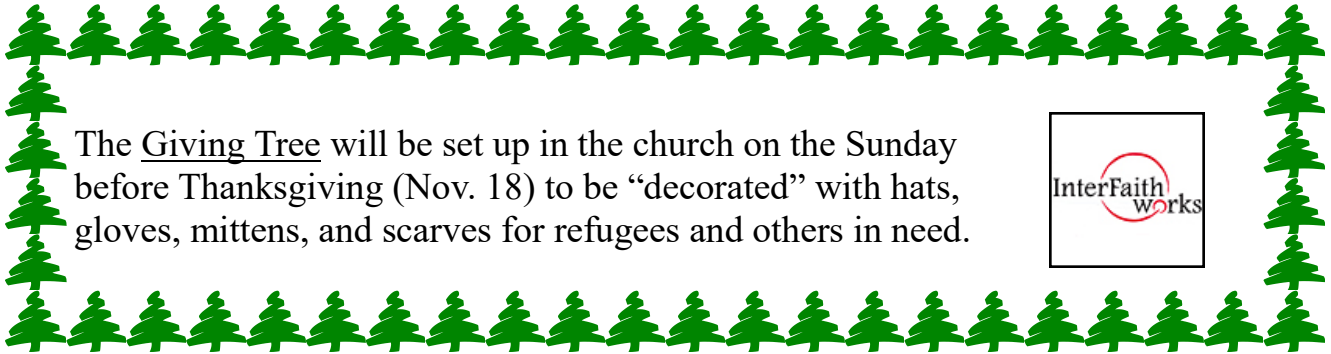 The Giving Tree will be set up in the church on the Sunday
before Thanksgiving (Nov. 18) to be “decorated” with hats,
gloves, mittens, and scarves for refugees and others in need.
InterFaith
works